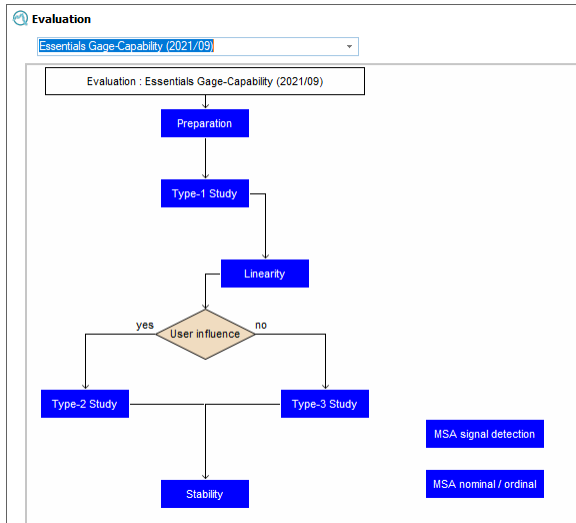 Evaluation
Essentials Gage-Capability (2021/09)
Evaluation : Essentials Gage-Capability (2021/09)
Preparation
Type-1 Study
Linearity
yes
User influence
no
Type-2 Study
Type-3 Study
MSA signal detection
MSA nominal / ordinal
Stability